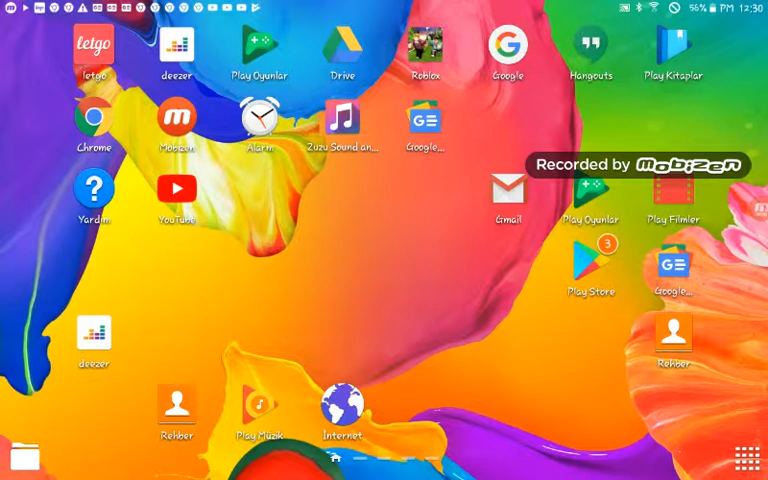 56% PM 12:30
letgo
letgo
deezer
Play Oyunlar
Drive
Roblox
Google
Hangouts
Play Kitaplar
Chrome
Mobizen
Alarm
Zuzu Sound an...
Google...
Recorded by mobizen
Yardım
YouTube
Gmail
Play Oyunlar
Play Filmler
3
Play Store
Google...
deezer
Rehber
Rehber
Play Müzik
Internet